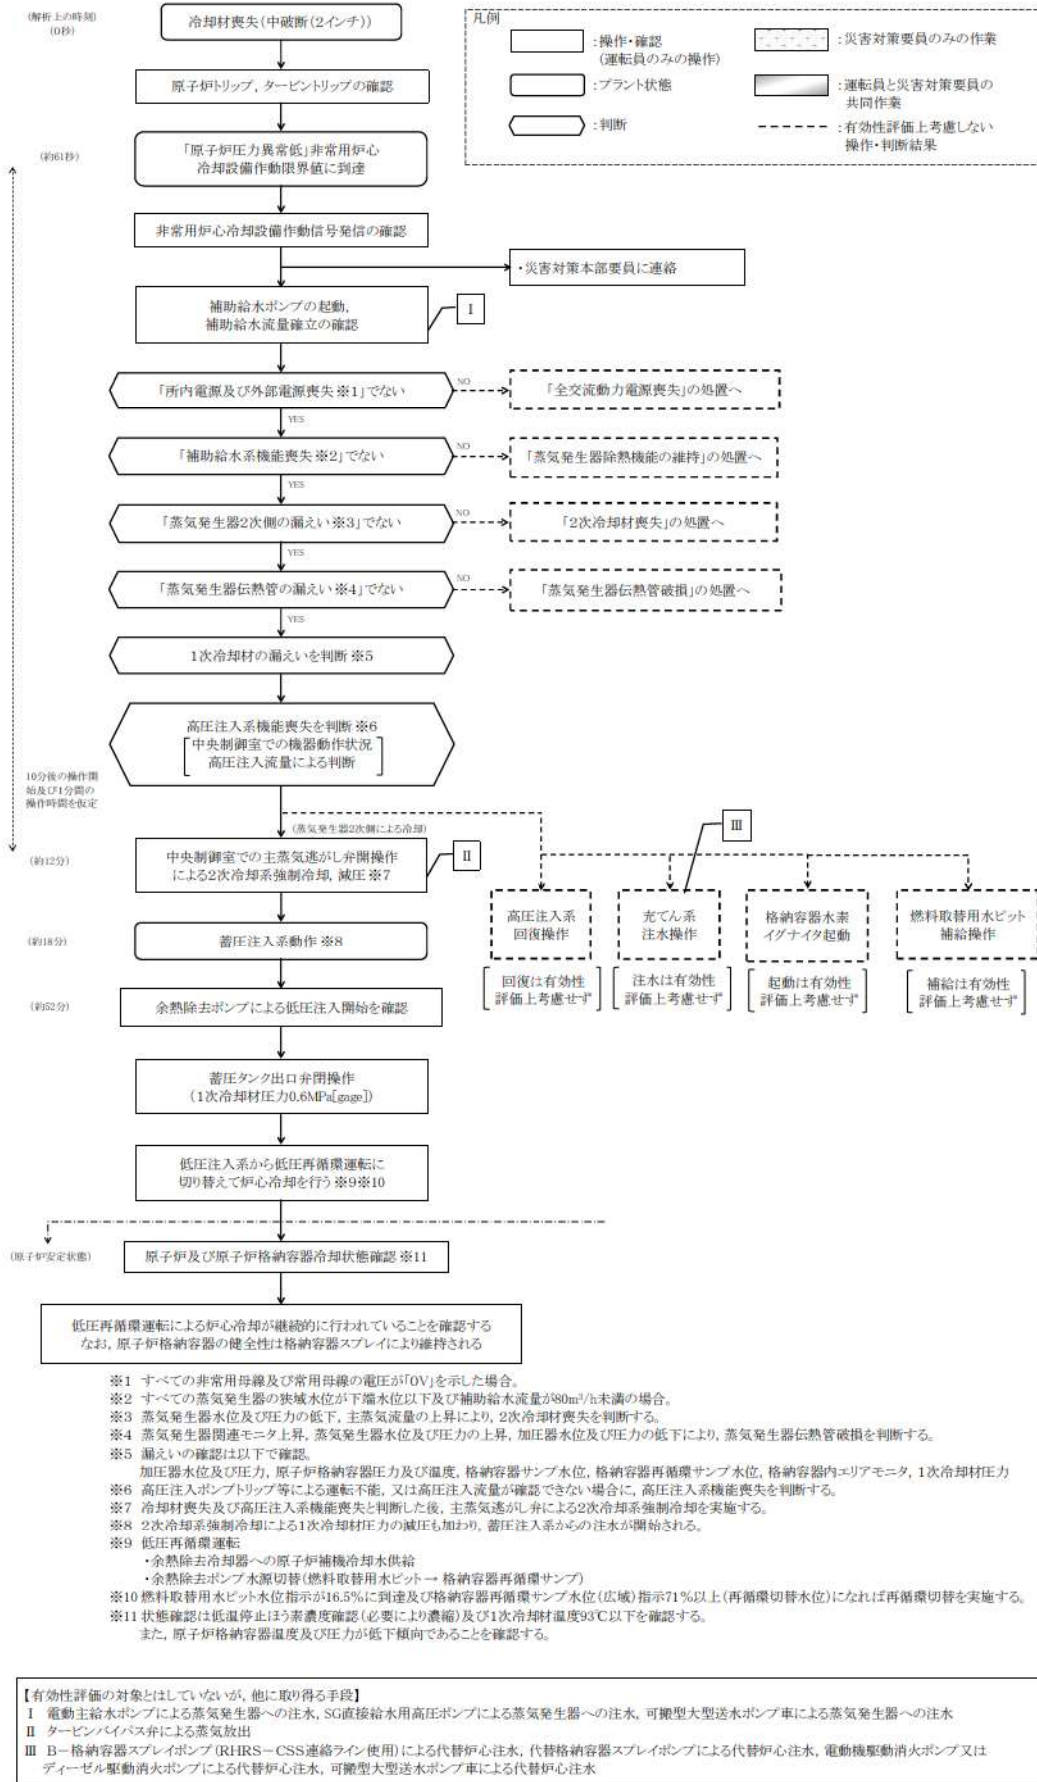 (解析上の時刻)
(0秒)
冷却材喪失(中破断(2インチ))
凡例
:操作・確認
(運転員のみの操作)
:災害対策要員のみの作業
:プラント状態
:運転員と災害対策要員の
共同作業
:判断
:有効性評価上考慮しない
操作・判断結果
原子炉トリップ，タービントリップの確認
(約61秒)
「原子炉圧力異常低」非常用炉心
冷却設備作動限界値に到達
非常用炉心冷却設備作動信号発信の確認
・災害対策本部要員に連絡
補助給水ポンプの起動，
補助給水流量確立の確認
Ⅰ
「所内電源及び外部電源喪失※1」でない
NO
「全交流動力電源喪失」の処置へ
YES
「補助給水系機能喪失※2」でない
NO
「蒸気発生器除熱機能の維持」の処置へ
YES
「蒸気発生器2次側の漏えい※3」でない
NO
「2次冷却材喪失」の処置へ
YES
「蒸気発生器伝熱管の漏えい※4」でない
NO
「蒸気発生器伝熱管破損」の処置へ
YES
1次冷却材の漏えいを判断※5
高圧注入系機能喪失を判断※6
中央制御室での機器動作状況
高圧注入流量による判断
10分後の操作開
始及び1分間の
操作時間を仮定
(蒸気発生器2次側による冷却)
Ⅲ
(約12分)
中央制御室での主蒸気逃がし弁開操作
による2次冷却系強制冷却，減圧※7
Ⅱ
高圧注入系
回復操作
充てん系
注水操作
格納容器水素
イグナイタ起動
燃料取替用水ピット
補給操作
回復は有効性
評価上考慮せず
注水は有効性
評価上考慮せず
起動は有効性
評価上考慮せず
補給は有効性
評価上考慮せず
(約18分)
蓄圧注入系動作※8
(約52分)
余熱除去ポンプによる低圧注入開始を確認
蓄圧タンク出口弁閉操作
(1次冷却材圧力0.6MPa[gage])
低圧注入系から低圧再循環運転に
切り替えて炉心冷却を行う※9※10
(原子炉安定状態)
原子炉及び原子炉格納容器冷却状態確認※11
低圧再循環運転による炉心冷却が継続的に行われていることを確認する
なお，原子炉格納容器の健全性は格納容器スプレイにより維持される
※1 すべての非常用母線及び常用母線の電圧が「0V」を示した場合。
※2 すべての蒸気発生器の狭域水位が下端水位以下及び補助給水流量が80m³/h未満の場合。
※3 蒸気発生器水位及び圧力の低下，主蒸気流量の上昇により，2次冷却材喪失を判断する。
※4 蒸気発生器関連モニタ上昇，蒸気発生器水位及び圧力の上昇，加圧器水位及び圧力の低下により，蒸気発生器伝熱管破損を判断する。
※5 漏えいの確認は以下で確認。
加圧器水位及び圧力，原子炉格納容器圧力及び温度，格納容器サンプ水位，格納容器再循環サンプ水位，格納容器内エリアモニタ，1次冷却材圧力
※6 高圧注入ポンプトリップ等による運転不能，又は高圧注入流量が確認できない場合に，高圧注入系機能喪失を判断する。
※7 冷却材喪失及び高圧注入系機能喪失と判断した後，主蒸気逃がし弁による2次冷却系強制冷却を実施する。
※8 2次冷却系強制冷却による1次冷却材圧力の減圧も加わり，蓄圧注入系からの注水が開始される。
※9 低圧再循環運転
・余熱除去冷却器への原子炉補機冷却水供給
・余熱除去ポンプ水源切替(燃料取替用水ピット→格納容器再循環サンプ)
※10 燃料取替用水ピット水位指示が16.5%に到達及び格納容器再循環サンプ水位(広域)指示71%以上(再循環切替水位)になれば再循環切替を実施する。
※11 状態確認は低温停止ほう素濃度確認(必要により濃縮)及び1次冷却材温度93℃以下を確認する。
また，原子炉格納容器温度及び圧力が低下傾向であることを確認する。
【有効性評価の対象とはしていないが，他に取り得る手段】
Ⅰ 電動主給水ポンプによる蒸気発生器への注水，SG直接給水用高圧ポンプによる蒸気発生器への注水，可搬型大型送水ポンプ車による蒸気発生器への注水
Ⅱ タービンバイパス弁による蒸気放出
Ⅲ B－格納容器スプレイポンプ(RHRS－CSS連絡ライン使用)による代替炉心注水，代替格納容器スプレイポンプによる代替炉心注水，電動機駆動消火ポンプ又は
ディーゼル駆動消火ポンプによる代替炉心注水，可搬型大型送水ポンプ車による代替炉心注水